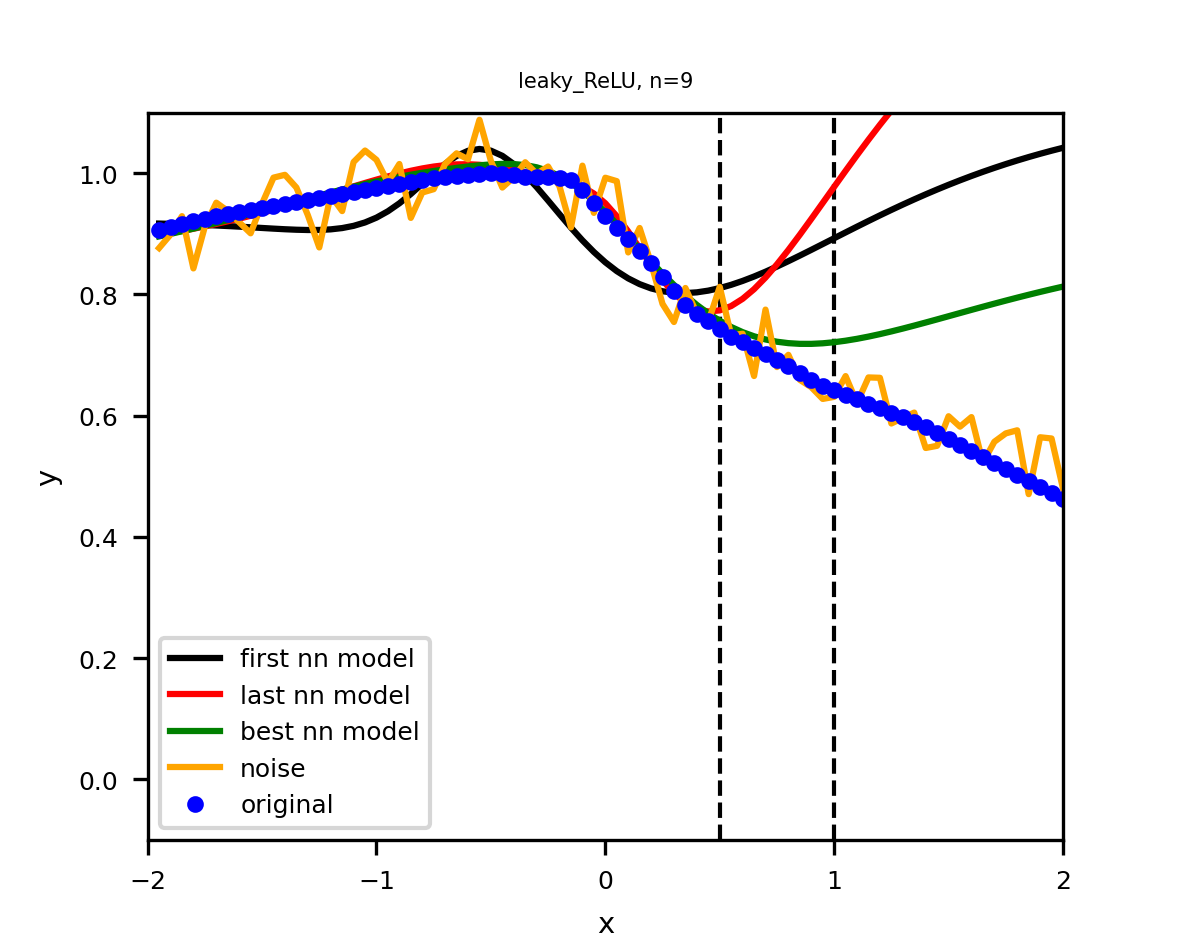 leaky_ReLU, n=9
1.0
0.8
0.6
0.4
0.2
0.0
y
first nn model
last nn model
best nn model
noise
original
−2
−1
0
1
2
x